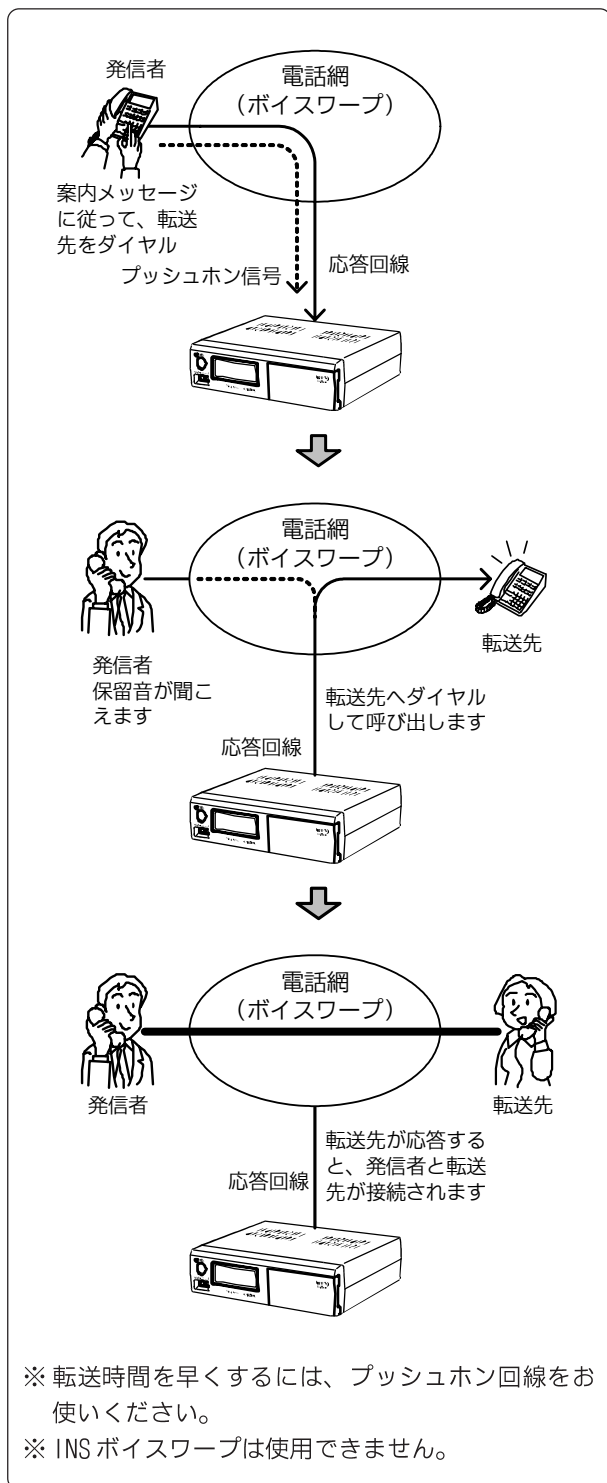 発信者
電話網
（ボイスワープ）
案内メッセージ
に従って、転送
先をダイヤル
プッシュホン信号
応答回線
電話網
（ボイスワープ）
発信者
保留音が聞こ
えます
転送先
転送先へダイヤル
して呼び出します
応答回線
電話網
（ボイスワープ）
発信者
転送先
転送先が応答する
と、発信者と転送
先が接続されます
応答回線
※ 転送時間を早くするには、プッシュホン回線をお
使いください。
※ INSボイスワープは使用できません。